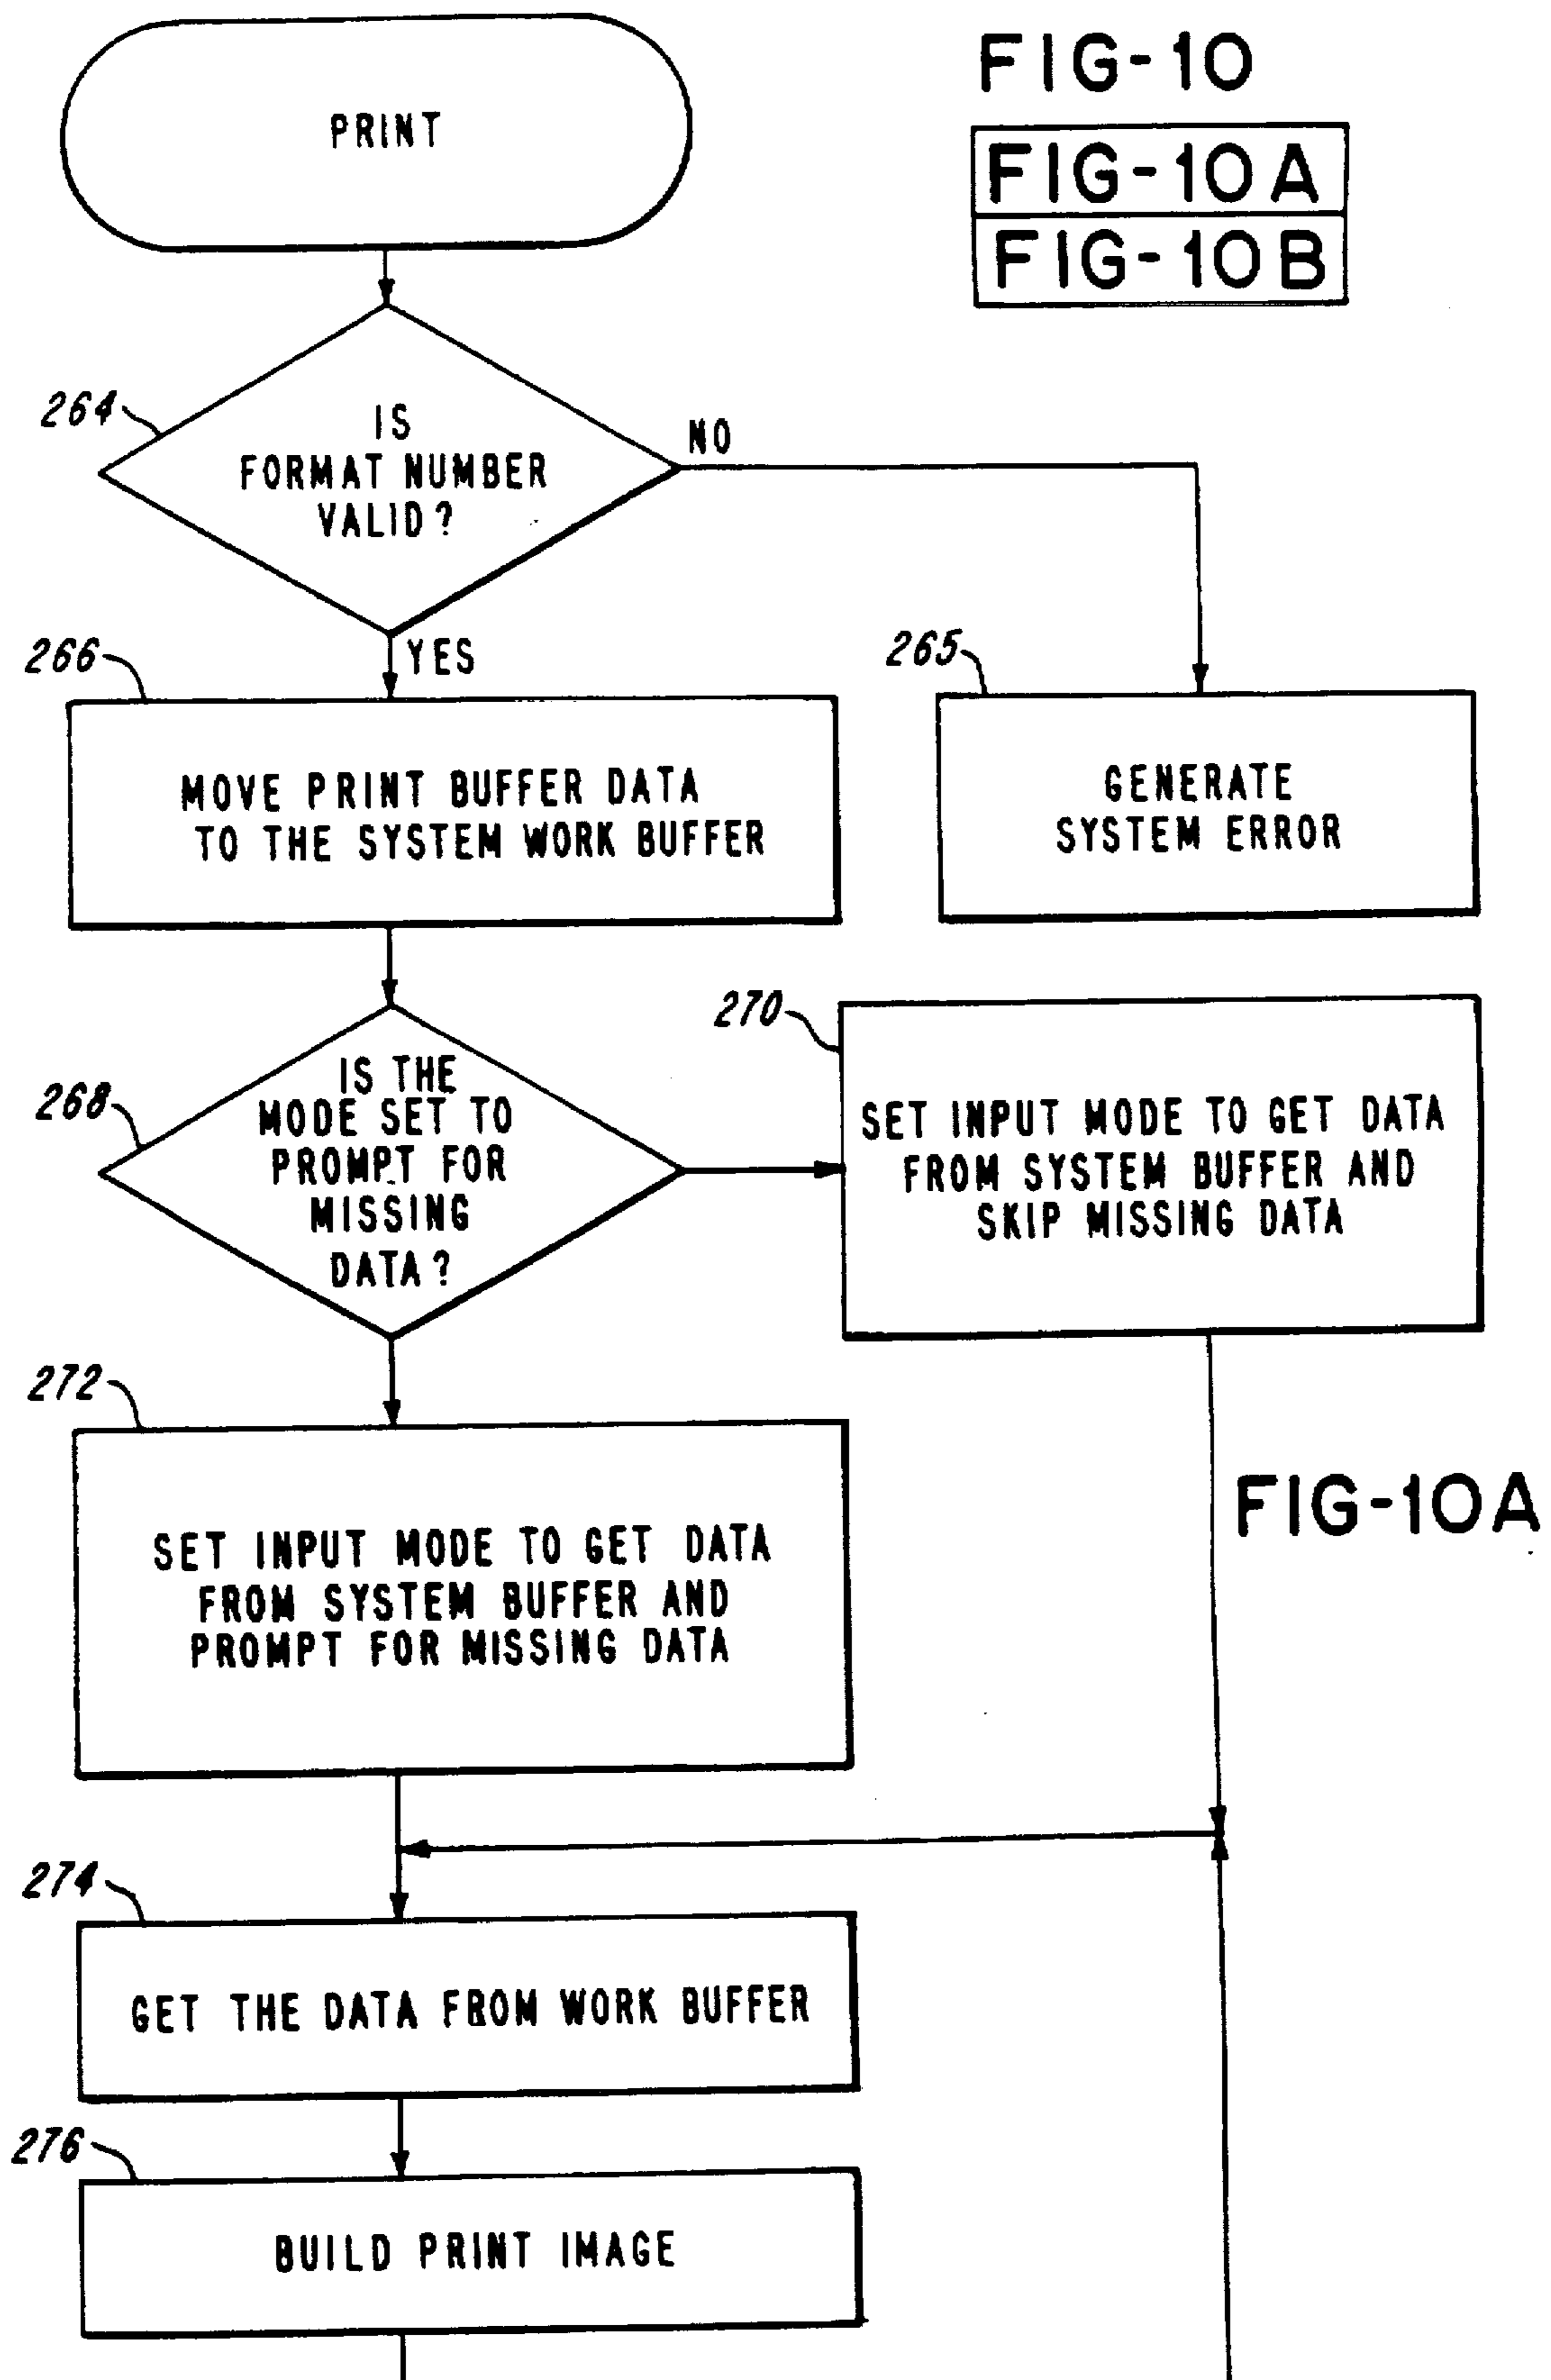 PRINT
FIG-10
FIG-10A
FIG-10B
264
IS
FORMAT NUMBER
VALID?
NO
YES
266
MOVE PRINT BUFFER DATA
TO THE SYSTEM WORK BUFFER
265
GENERATE
SYSTEM ERROR
268
IS THE
MODE SET TO
PROMPT FOR
MISSING
DATA?
270
SET INPUT MODE TO GET DATA
FROM SYSTEM BUFFER AND
SKIP MISSING DATA
272
SET INPUT MODE TO GET DATA
FROM SYSTEM BUFFER AND
PROMPT FOR MISSING DATA
FIG-10A
274
GET THE DATA FROM WORK BUFFER
276
BUILD PRINT IMAGE